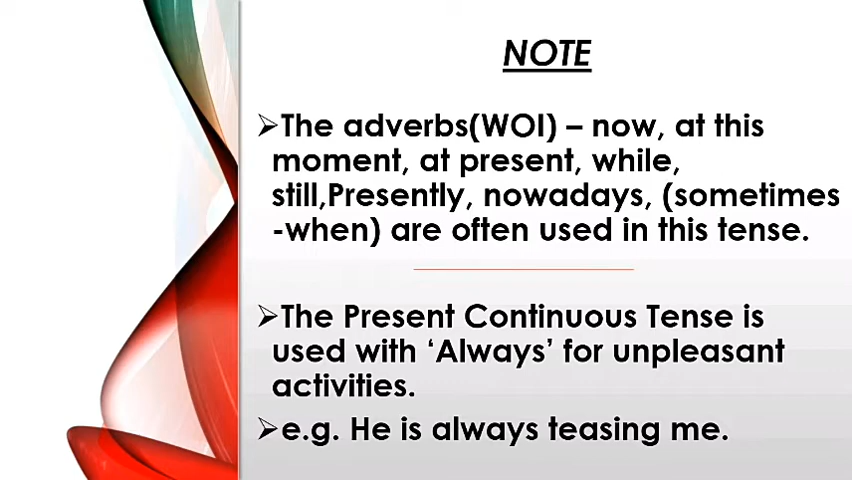 NOTE
➢The adverbs(WOI) – now, at this
moment, at present, while,
still,Presently, nowadays, (sometimes
-when) are often used in this tense.
➢The Present Continuous Tense is
used with ‘Always’ for unpleasant
activities.
➢e.g. He is always teasing me.